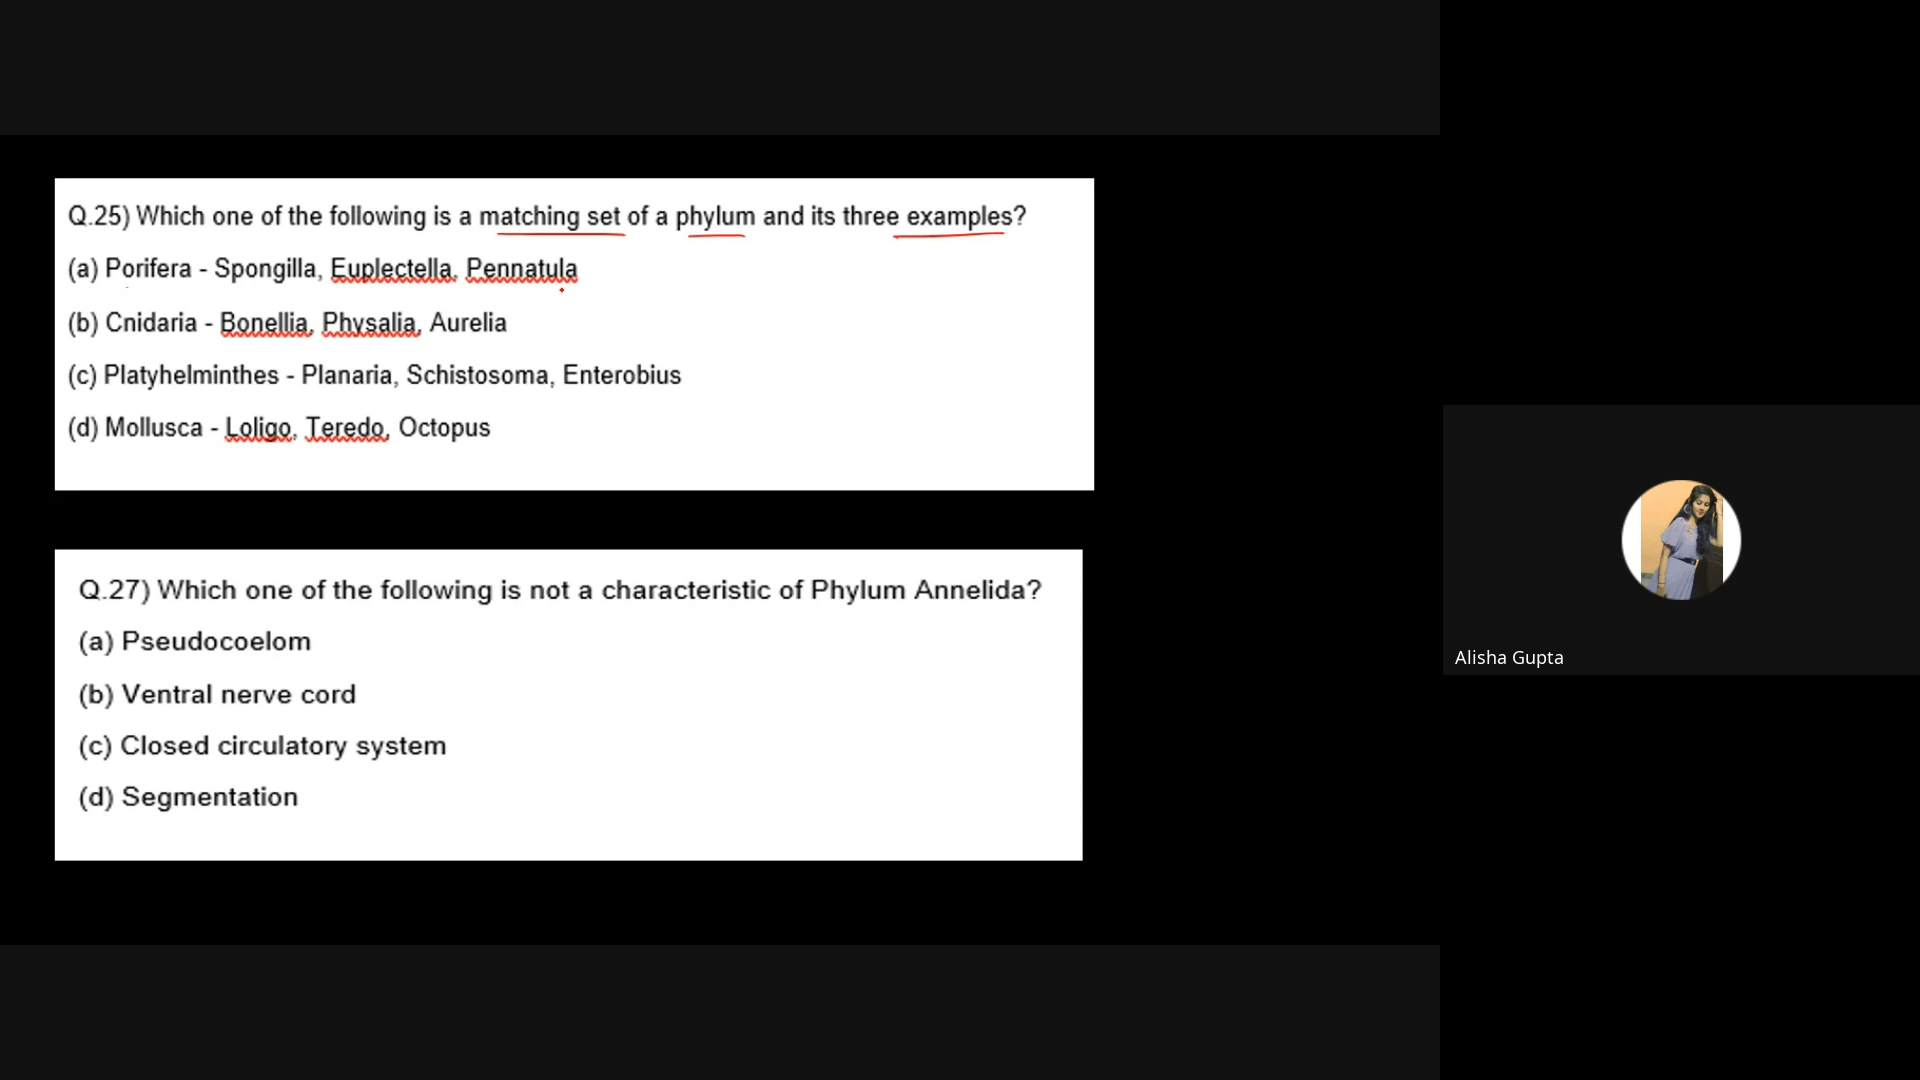 Q.25) Which one of the following is a matching set of a phylum and its three examples?
(a) Porifera - Spongilla, Euplectella, Pennatula
(b) Cnidaria - Bonellia, Physalia, Aurelia
(c) Platyhelminthes - Planaria, Schistosoma, Enterobius
(d) Mollusca - Loligo, Teredo, Octopus
Q.27) Which one of the following is not a characteristic of Phylum Annelida?
(a) Pseudocoelom
(b) Ventral nerve cord
(c) Closed circulatory system
(d) Segmentation
Alisha Gupta